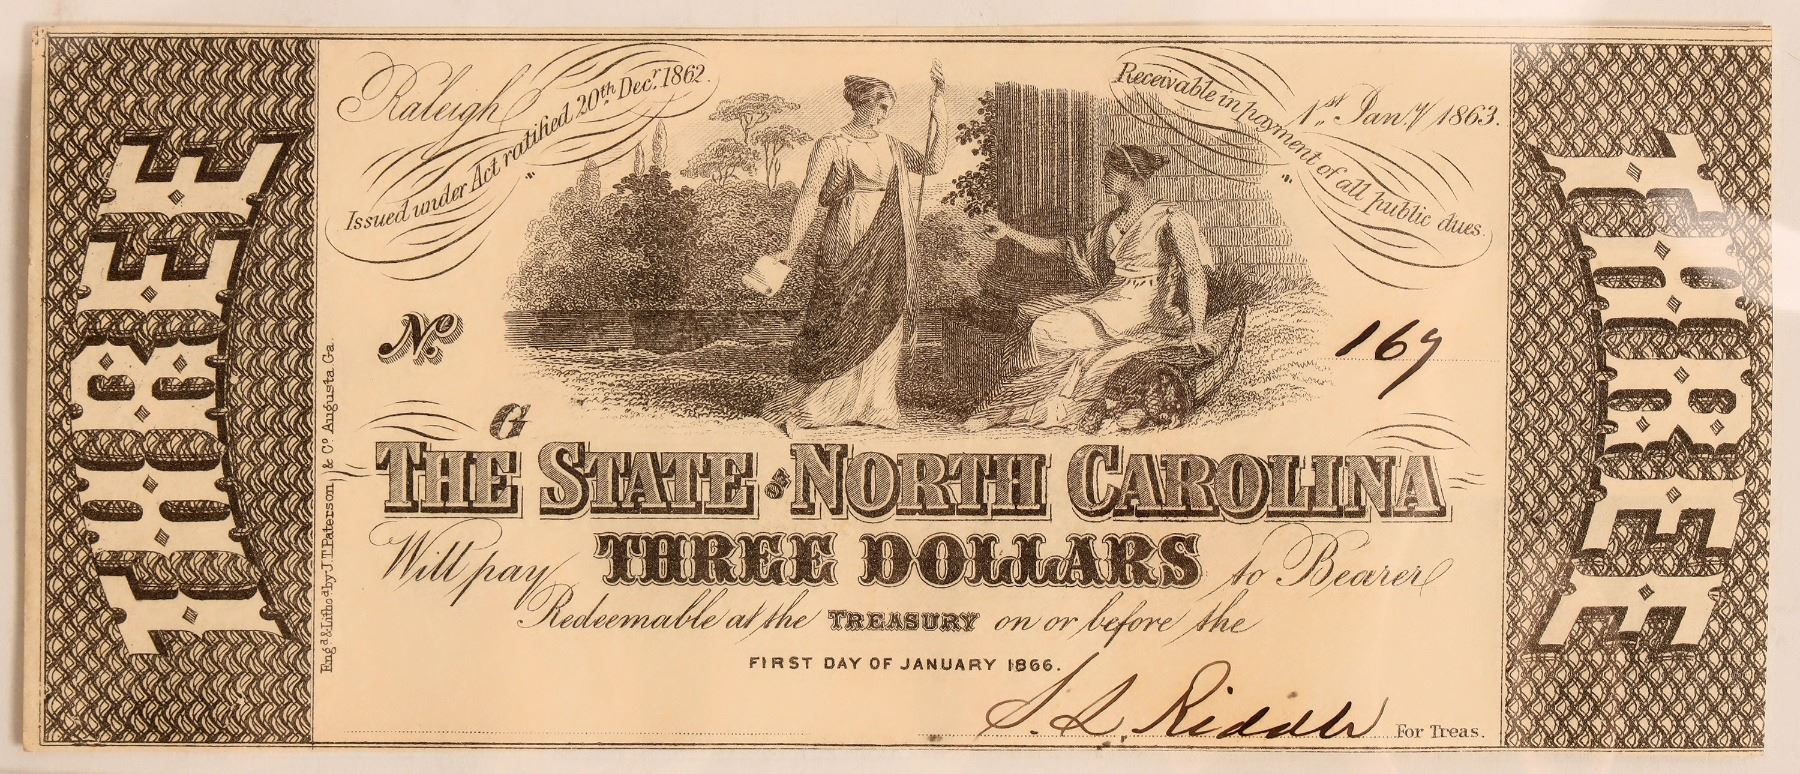 THREE
Raleigh
Issued under Act ratified 20th Decr. 1862.
Receivable in payment of all public dues.
1st Jany 1863.
No 169
G
THE STATE OF NORTH CAROLINA
Will pay THREE DOLLARS to Bearer
Redeemable at the TREASURY on or before the
FIRST DAY OF JANUARY 1866.
S. L. Riddle For Treas.
Engd & Lithod by J.T. Paterson & Co. Augusta Ga.
THREE